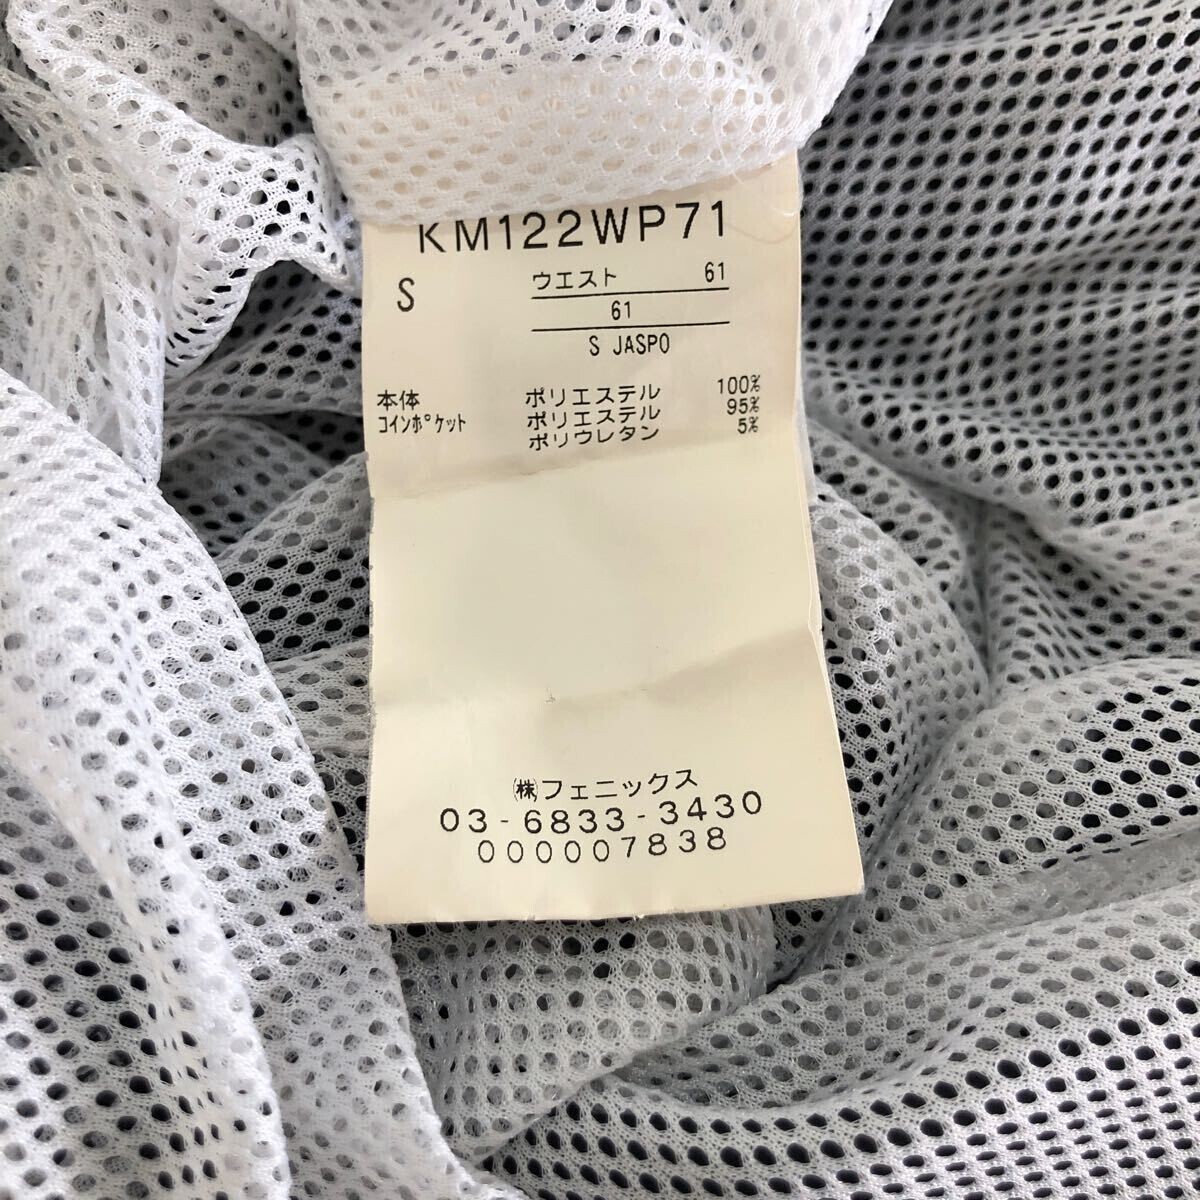 KM122WP71
S ウエスト 61
61
S JASPO
本体 ポリエステル 100%
コインポケット ポリエステル 95%
ポリウレタン 5%
㈱フェニックス
03-6833-3430
000007838